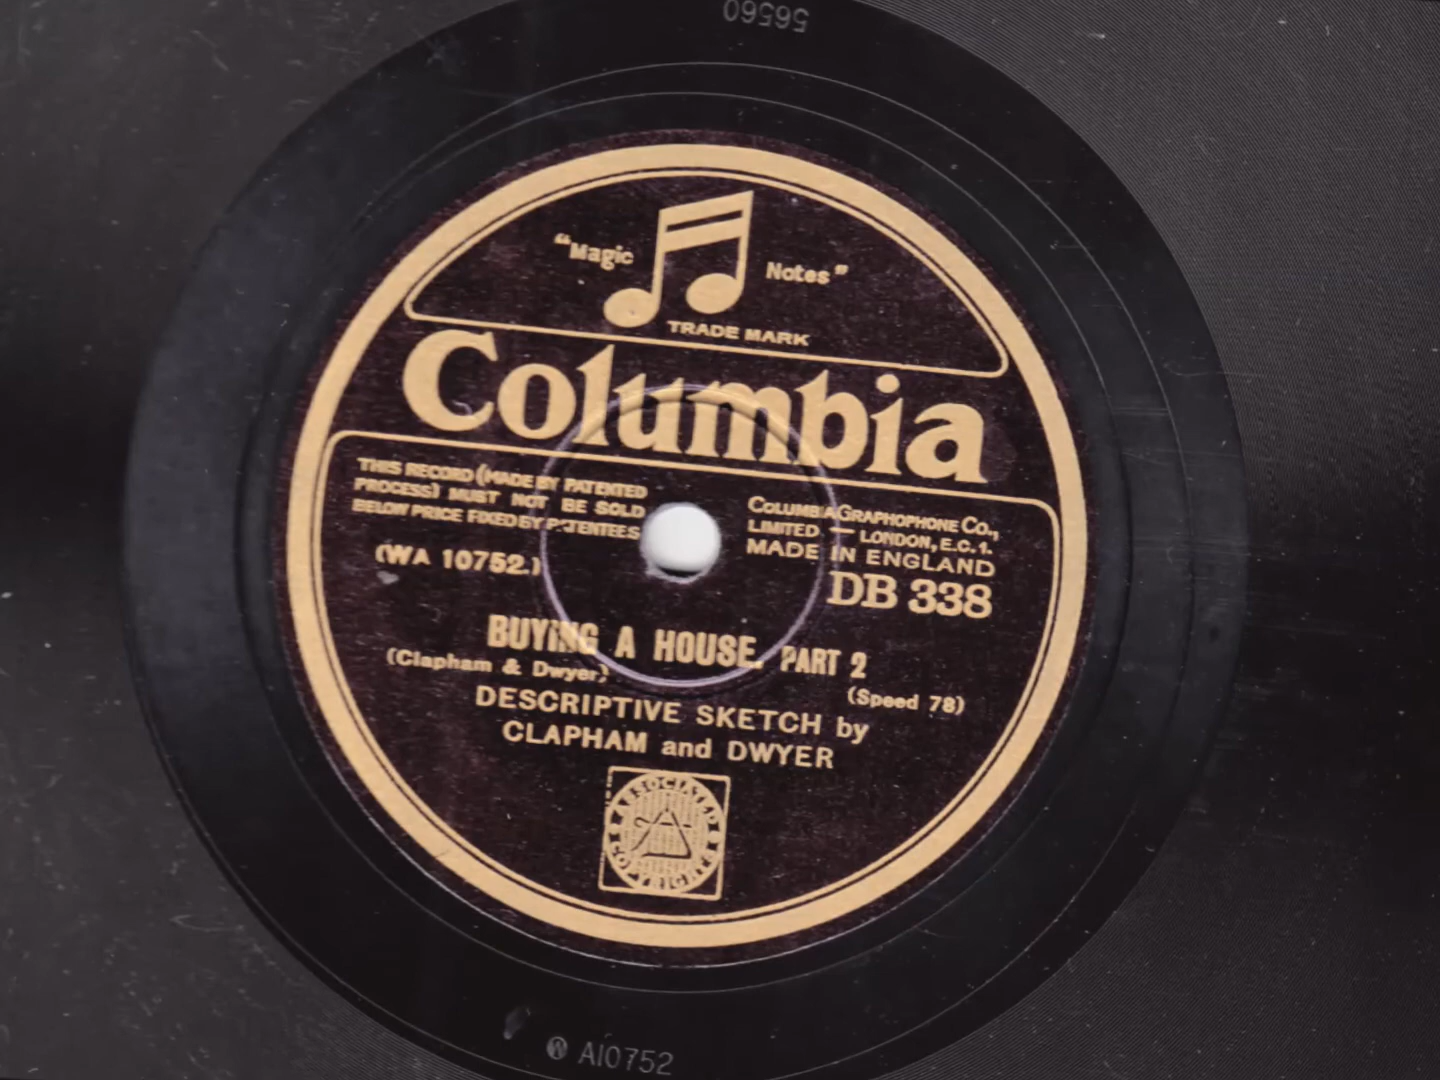 56560
"Magic Notes"
TRADE MARK
Columbia
THIS RECORD (MADE BY PATENTED
PROCESS) MUST NOT BE SOLD
BELOW PRICE FIXED BY PATENTEES
COLUMBIA GRAPHOPHONE CO.,
LIMITED — LONDON, E.C.1.
MADE IN ENGLAND
(WA 10752.)
DB 338
BUYING A HOUSE. PART 2
(Clapham & Dwyer)
(Speed 78)
DESCRIPTIVE SKETCH by
CLAPHAM and DWYER
ASSOCIATED
COPYRIGHTS
W A10752